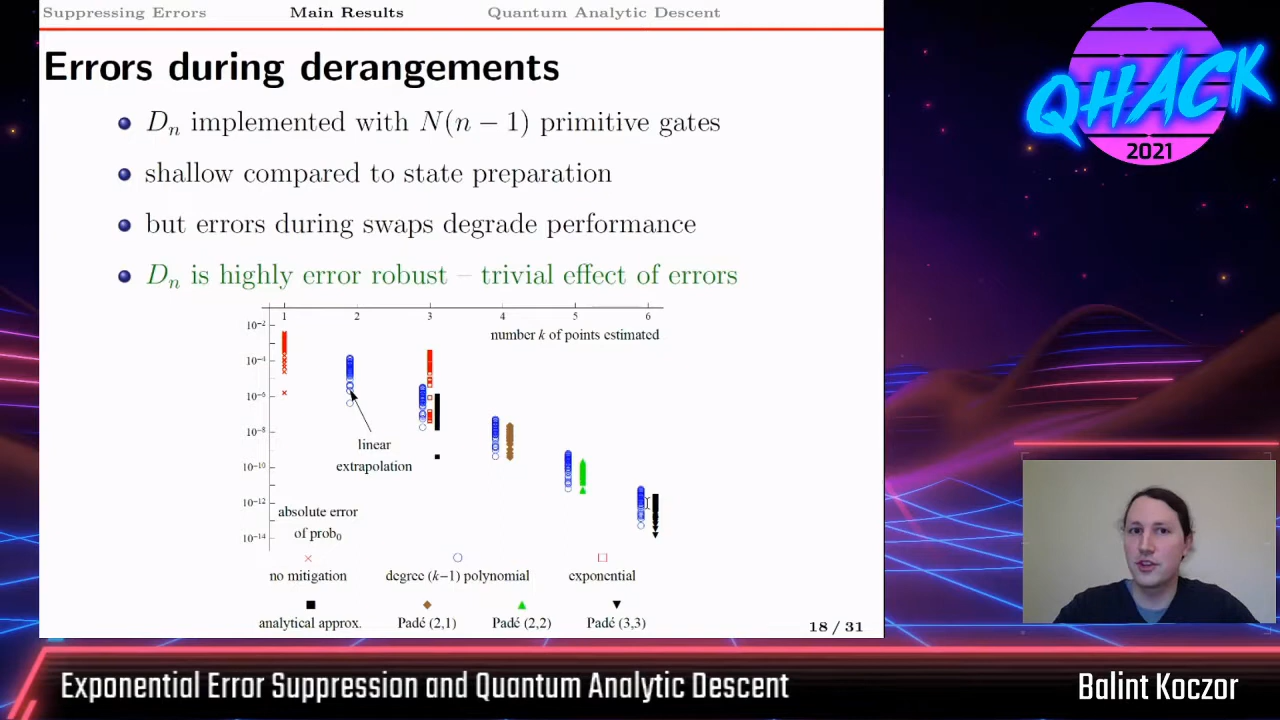 Suppressing Errors Main Results Quantum Analytic Descent
Errors during derangements
Dₙ implemented with N(n − 1) primitive gates
shallow compared to state preparation
but errors during swaps degrade performance
Dₙ is highly error robust – trivial effect of errors
1 2 3 4 5 6
number k of points estimated
10⁻²
10⁻⁴
10⁻⁶
10⁻⁸
10⁻¹⁰
10⁻¹²
10⁻¹⁴
linear
extrapolation
absolute error
of prob₀
no mitigation degree (k−1) polynomial exponential
analytical approx. Padé (2,1) Padé (2,2) Padé (3,3)
18 / 31
QHACK
2021
Exponential Error Suppression and Quantum Analytic Descent
Balint Koczor